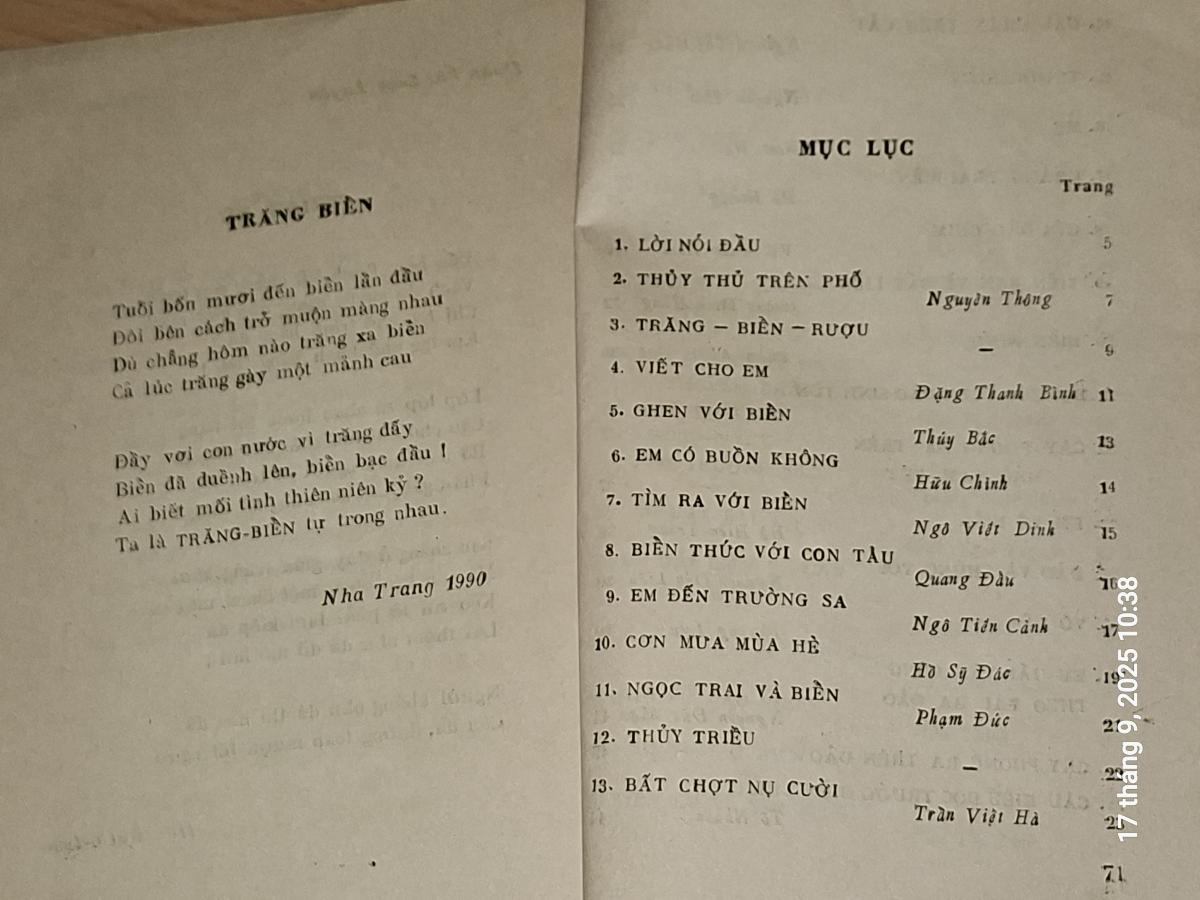 TRĂNG BIỂN
Tuổi bốn mươi đến biển lần đầu
Đôi bên cách trở muộn màng nhau
Dù chẳng hôm nào trăng xa biển
Cả lúc trăng gày một mảnh cau
Đầy vơi con nước vì trăng đấy
Biển đã duềnh lên, biển bạc đầu !
Ai biết mối tình thiên niên kỷ ?
Ta là TRĂNG-BIỂN tự trong nhau.
Nha Trang 1990
MỤC LỤC
Trang
1. LỜI NÓI ĐẦU 5
2. THỦY THỦ TRÊN PHỐ
Nguyễn Thông 7
3. TRĂNG – BIỂN – RƯỢU
– 9
4. VIẾT CHO EM
Đặng Thanh Bình 11
5. GHEN VỚI BIỂN
Thúy Bắc 13
6. EM CÓ BUỒN KHÔNG
Hữu Chỉnh 14
7. TÌM RA VỚI BIỂN
Ngô Viết Dinh 15
8. BIỂN THỨC VỚI CON TÀU
Quang Đẩu 16
9. EM ĐẾN TRƯỜNG SA
Ngô Tiến Cảnh 17
10. CƠN MƯA MÙA HÈ
Hồ Sỹ Đác 19
11. NGỌC TRAI VÀ BIỂN
Phạm Đức 21
12. THỦY TRIỀU
– 22
13. BẤT CHỢT NỤ CƯỜI
Trần Việt Hà 23
71
17 tháng 9, 2025 10:38